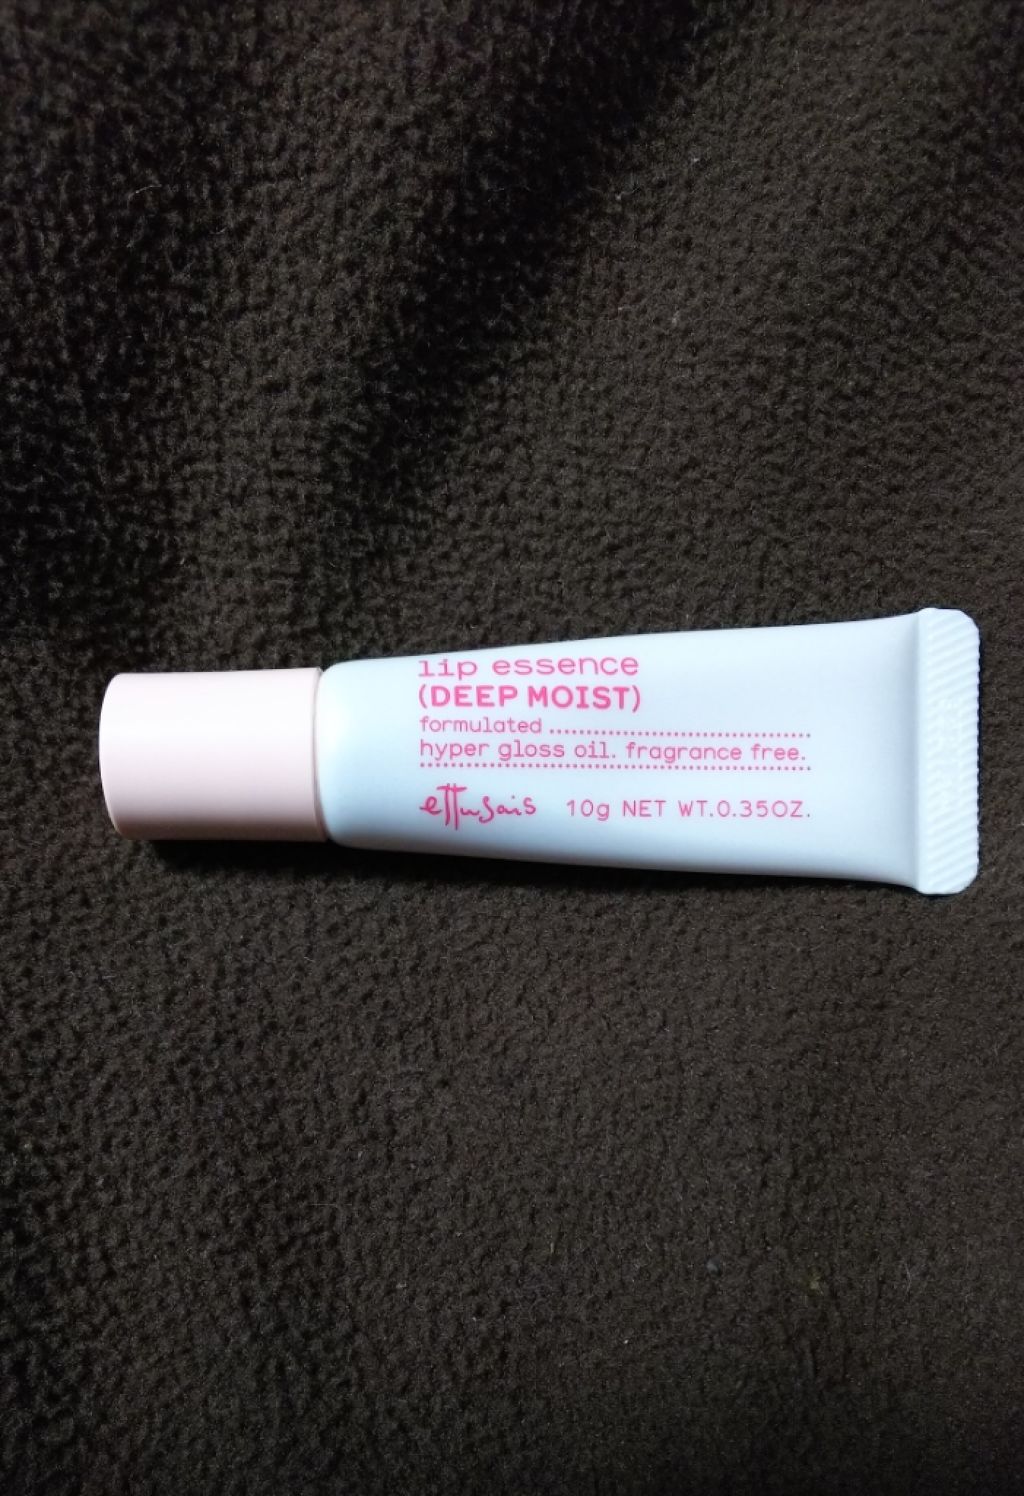 lip essence
(DEEP MOIST)
formulated
hyper gloss oil. fragrance free.
ettusais 10g NET WT.0.35OZ.